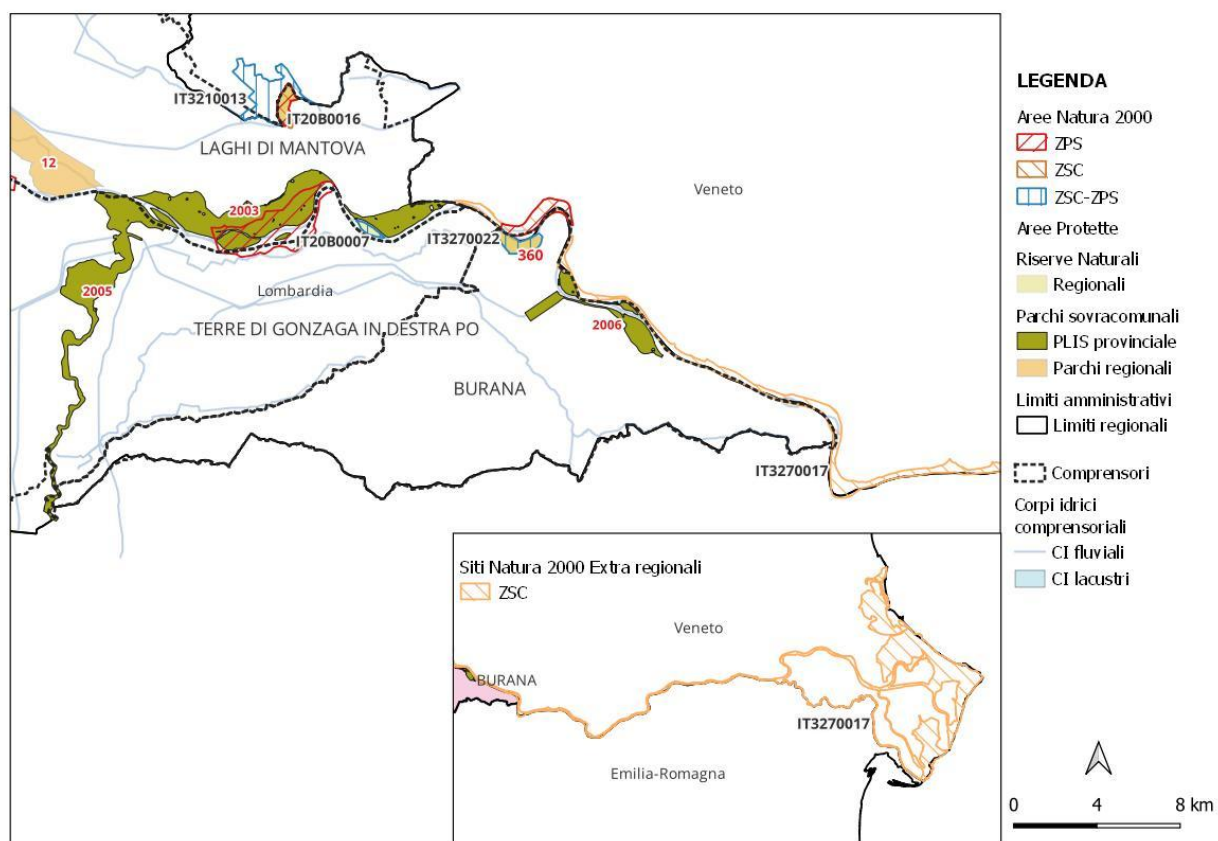 IT3210013
IT20B0016
LAGHI DI MANTOVA
12
Veneto
2003
IT20B0007
IT3270022
360
2005
Lombardia
TERRE DI GONZAGA IN DESTRA PO
2006
BURANA
IT3270017
Siti Natura 2000 Extra regionali
ZSC
Veneto
BURANA
IT3270017
Emilia-Romagna
LEGENDA
Aree Natura 2000
ZPS
ZSC
ZSC-ZPS
Aree Protette
Riserve Naturali
Regionali
Parchi sovracomunali
PLIS provinciale
Parchi regionali
Limiti amministrativi
Limiti regionali
Comprensori
Corpi idrici
comprensoriali
CI fluviali
CI lacustri
0 4 8 km